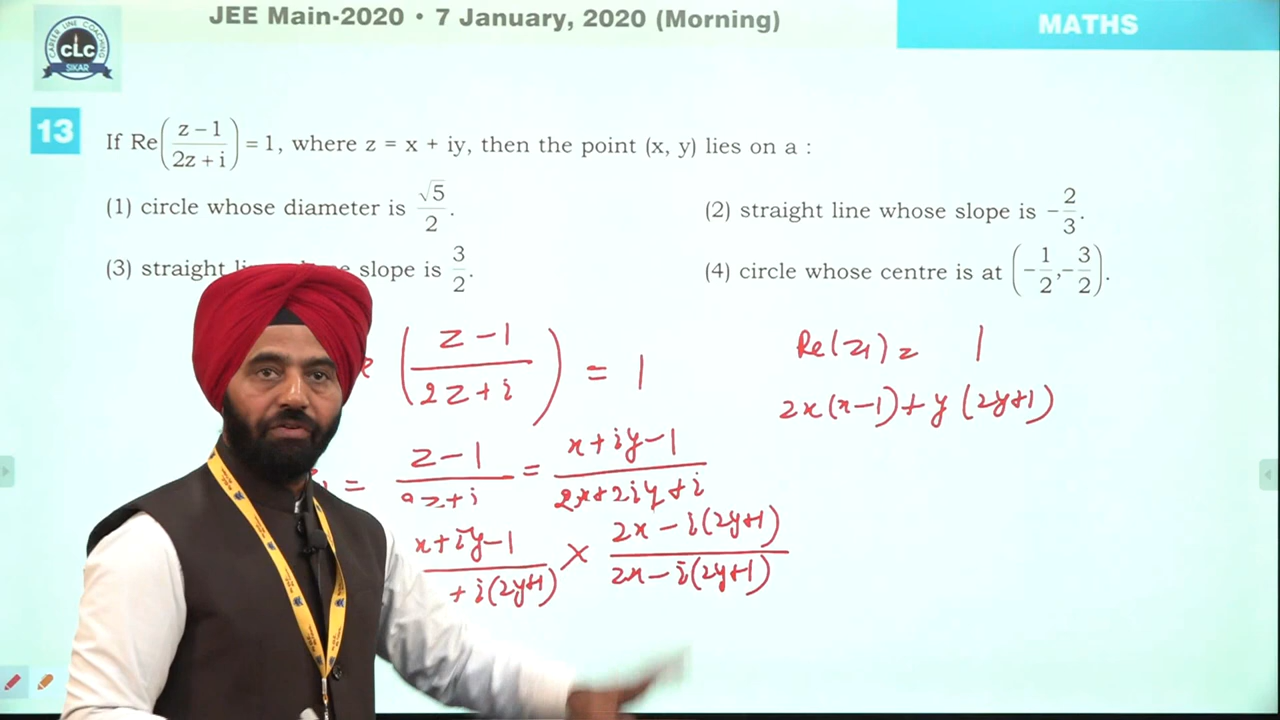 JEE Main-2020 • 7 January, 2020 (Morning)
MATHS
CAREER LINE COACHING
CLC
SIKAR
13
If Re((z – 1)/(2z + i)) = 1, where z = x + iy, then the point (x, y) lies on a :
(1) circle whose diameter is √5/2.
(2) straight line whose slope is –2/3.
(3) straight slope is 3/2.
(4) circle whose centre is at (–1/2, –3/2).
((z – 1)/(2z + i)) = 1
= (z – 1)/(2z + i) = (x + iy – 1)/(2x + 2iy + i)
(x + iy – 1)/(+ i(2y+1)) × (2x – i(2y+1))/(2x – i(2y+1))
Re(z₁) = 1
2x(x–1) + y(2y+1)